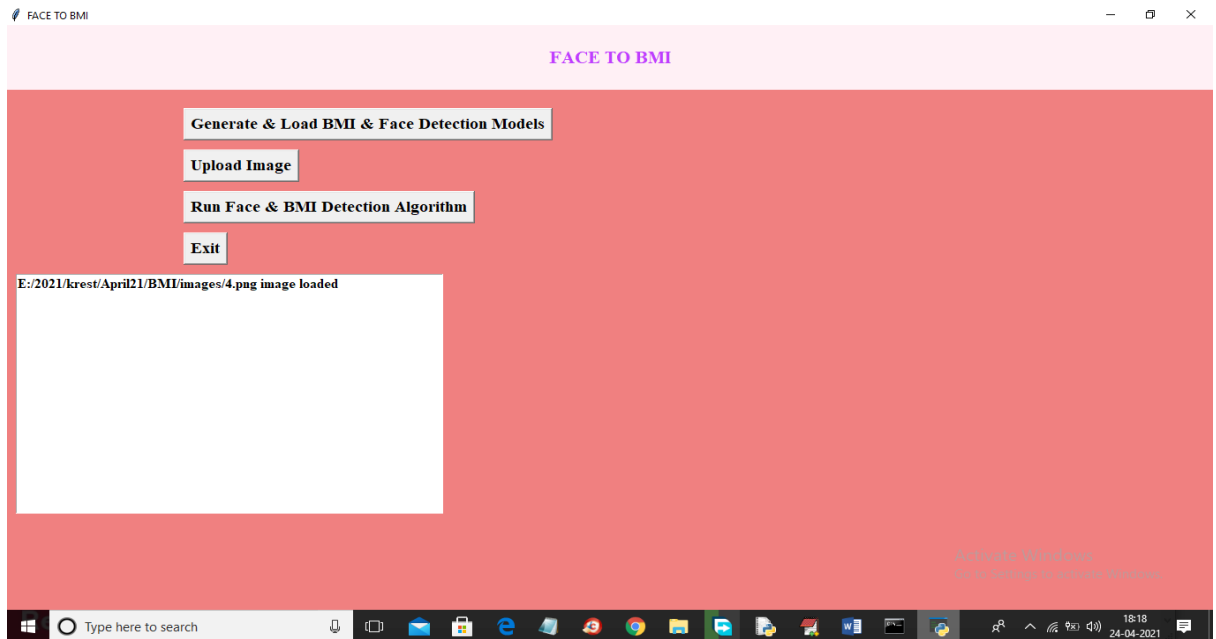 FACE TO BMI
FACE TO BMI
Generate & Load BMI & Face Detection Models
Upload Image
Run Face & BMI Detection Algorithm
Exit
E:/2021/krest/April21/BMI/images/4.png image loaded
Activate Windows
Type here to search
18:18
24-04-2021